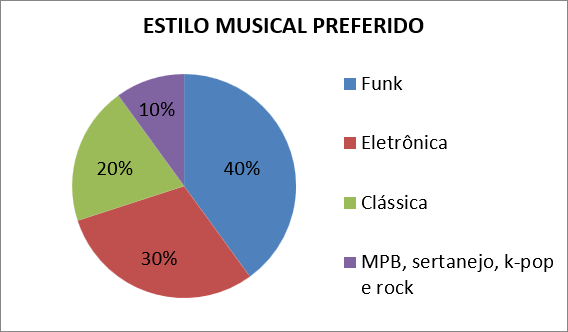 ESTILO MUSICAL PREFERIDO
10%
20%
40%
30%
Funk
Eletrônica
Clássica
MPB, sertanejo, k-pop
e rock